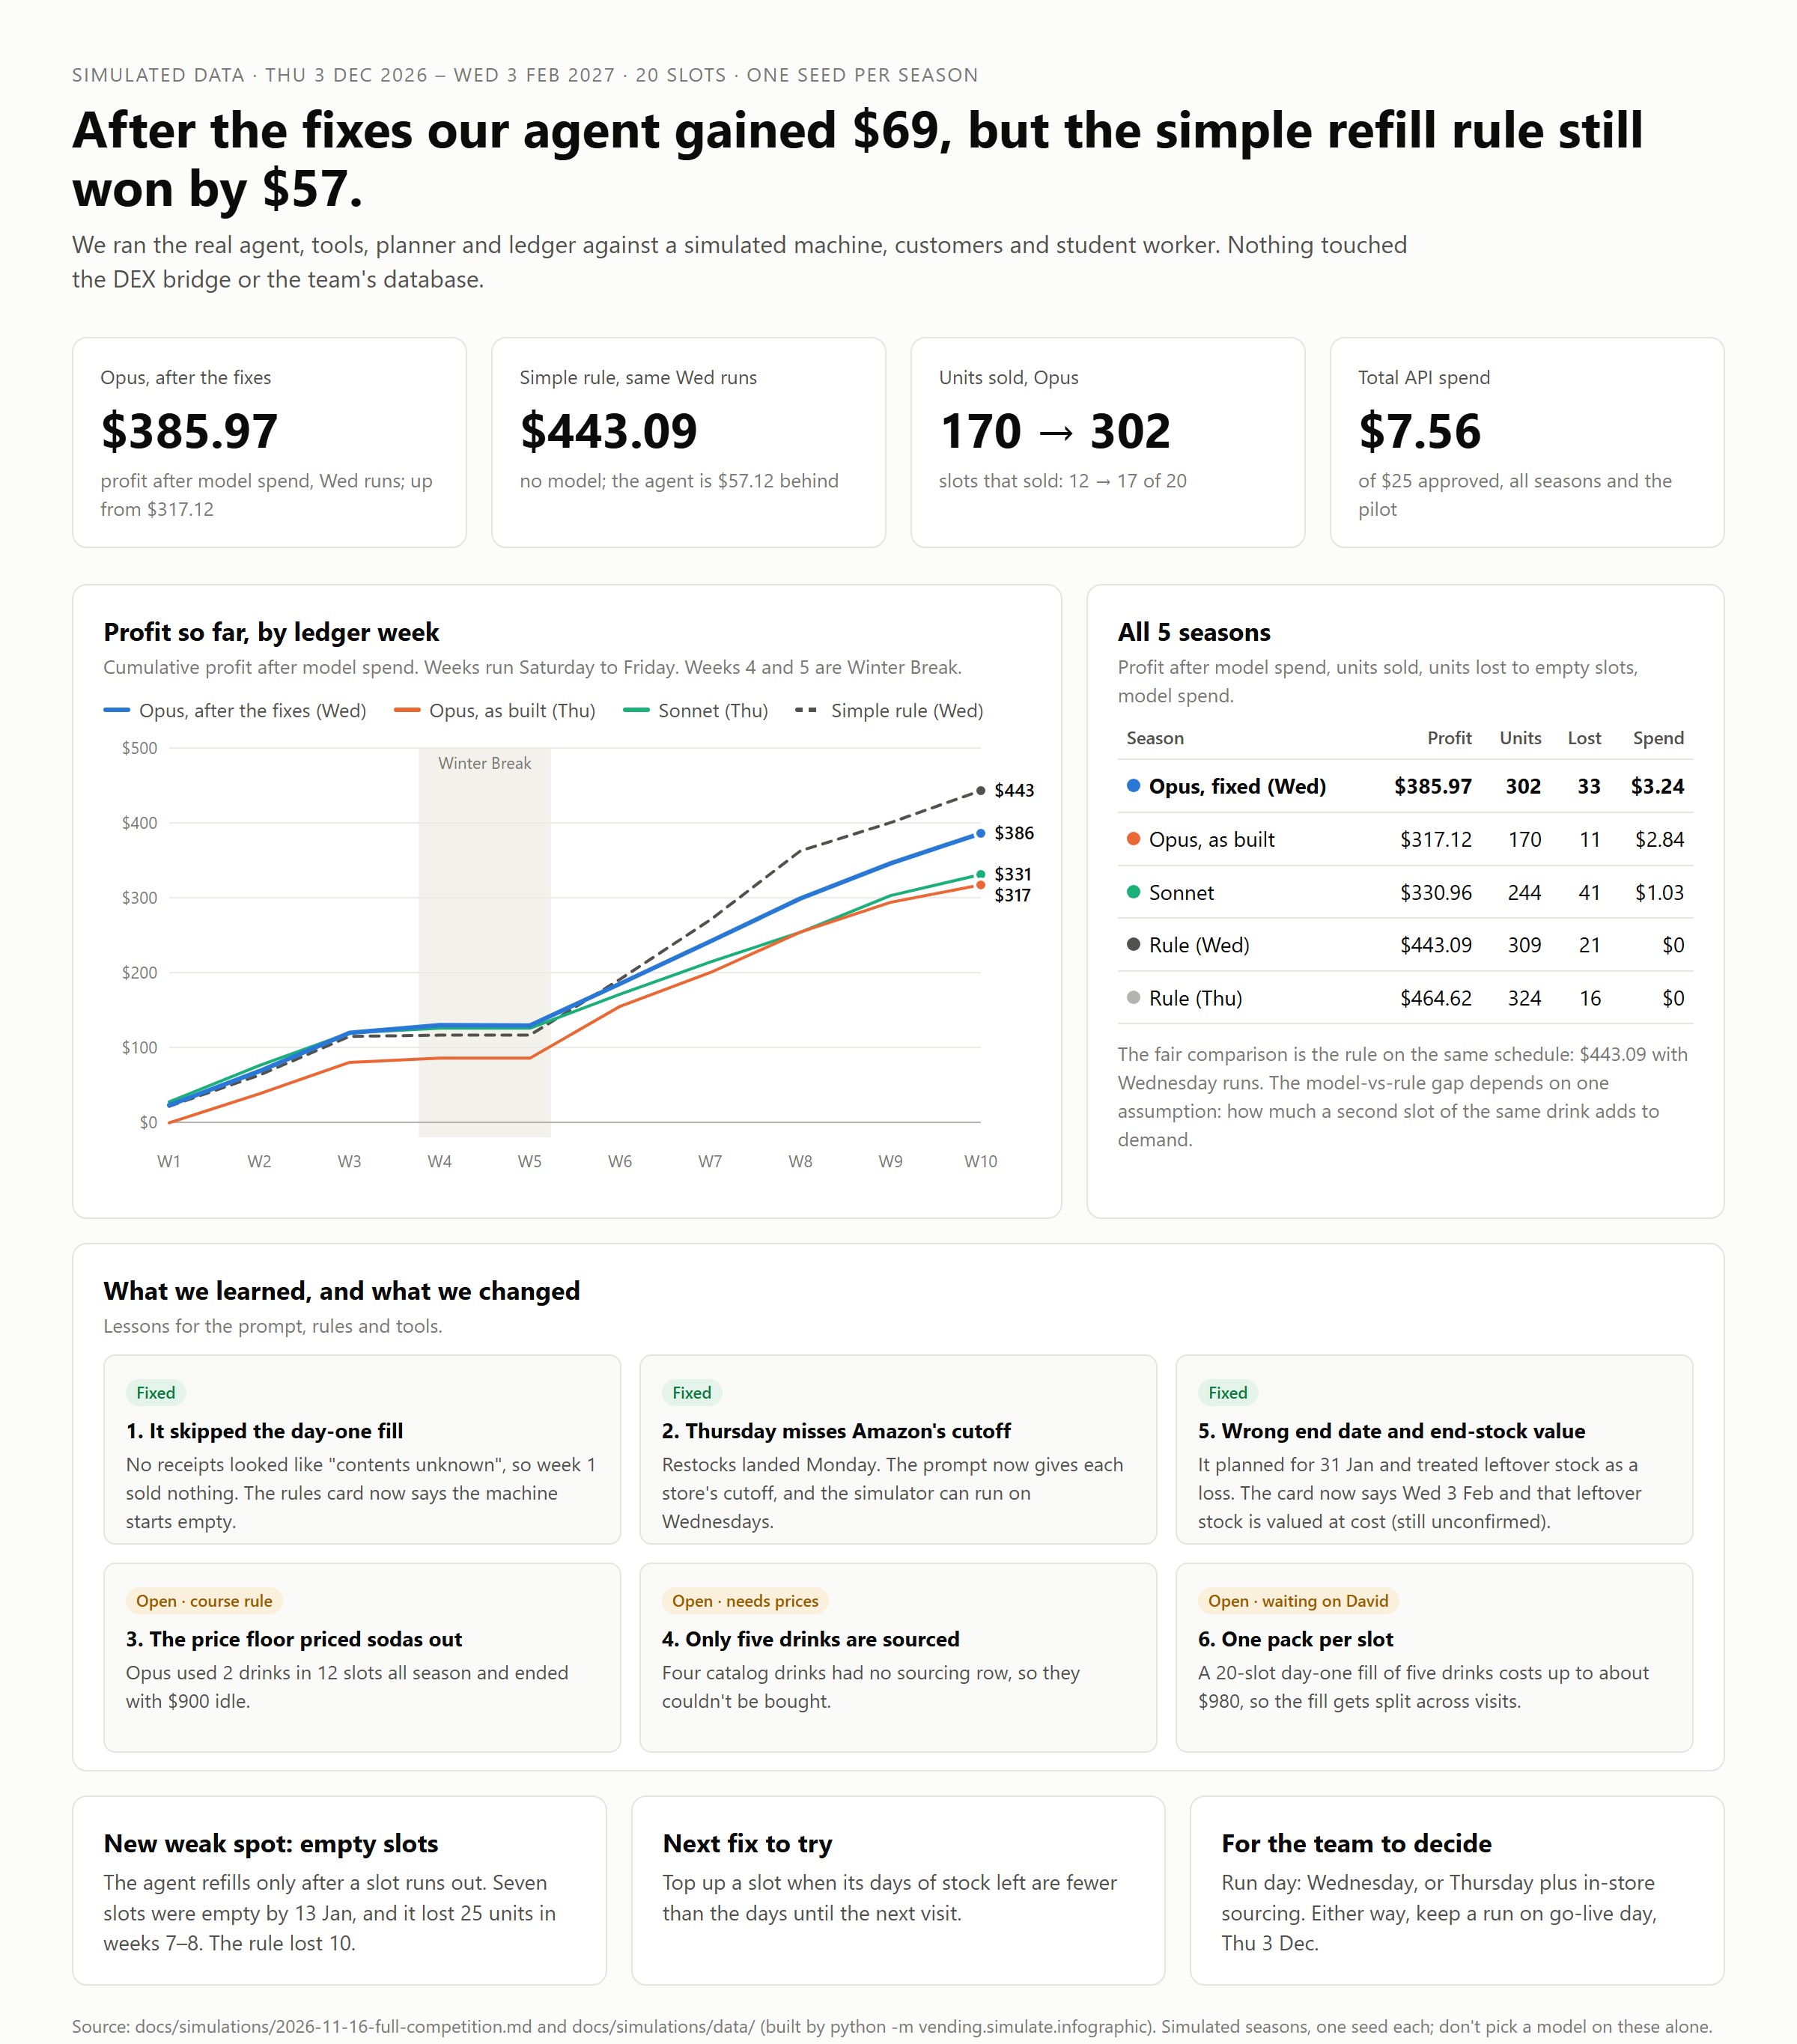 SIMULATED DATA · THU 3 DEC 2026 – WED 3 FEB 2027 · 20 SLOTS · ONE SEED PER SEASON
After the fixes our agent gained $69, but the simple refill rule still
won by $57.
We ran the real agent, tools, planner and ledger against a simulated machine, customers and student worker. Nothing touched
the DEX bridge or the team's database.
Opus, after the fixes
$385.97
profit after model spend, Wed runs; up
from $317.12
Simple rule, same Wed runs
$443.09
no model; the agent is $57.12 behind
Units sold, Opus
170 → 302
slots that sold: 12 → 17 of 20
Total API spend
$7.56
of $25 approved, all seasons and the
pilot
Profit so far, by ledger week
Cumulative profit after model spend. Weeks run Saturday to Friday. Weeks 4 and 5 are Winter Break.
Opus, after the fixes (Wed) Opus, as built (Thu) Sonnet (Thu) Simple rule (Wed)
$500
Winter Break
$443
$400
$386
$331
$300
$317
$200
$100
$0
W1 W2 W3 W4 W5 W6 W7 W8 W9 W10
All 5 seasons
Profit after model spend, units sold, units lost to empty slots,
model spend.
Season Profit Units Lost Spend
Opus, fixed (Wed) $385.97 302 33 $3.24
Opus, as built $317.12 170 11 $2.84
Sonnet $330.96 244 41 $1.03
Rule (Wed) $443.09 309 21 $0
Rule (Thu) $464.62 324 16 $0
The fair comparison is the rule on the same schedule: $443.09 with
Wednesday runs. The model-vs-rule gap depends on one
assumption: how much a second slot of the same drink adds to
demand.
What we learned, and what we changed
Lessons for the prompt, rules and tools.
Fixed
1. It skipped the day-one fill
No receipts looked like "contents unknown", so week 1
sold nothing. The rules card now says the machine
starts empty.
Fixed
2. Thursday misses Amazon's cutoff
Restocks landed Monday. The prompt now gives each
store's cutoff, and the simulator can run on
Wednesdays.
Fixed
5. Wrong end date and end-stock value
It planned for 31 Jan and treated leftover stock as a
loss. The card now says Wed 3 Feb and that leftover
stock is valued at cost (still unconfirmed).
Open · course rule
3. The price floor priced sodas out
Opus used 2 drinks in 12 slots all season and ended
with $900 idle.
Open · needs prices
4. Only five drinks are sourced
Four catalog drinks had no sourcing row, so they
couldn't be bought.
Open · waiting on David
6. One pack per slot
A 20-slot day-one fill of five drinks costs up to about
$980, so the fill gets split across visits.
New weak spot: empty slots
The agent refills only after a slot runs out. Seven
slots were empty by 13 Jan, and it lost 25 units in
weeks 7–8. The rule lost 10.
Next fix to try
Top up a slot when its days of stock left are fewer
than the days until the next visit.
For the team to decide
Run day: Wednesday, or Thursday plus in-store
sourcing. Either way, keep a run on go-live day,
Thu 3 Dec.
Source: docs/simulations/2026-11-16-full-competition.md and docs/simulations/data/ (built by python -m vending.simulate.infographic). Simulated seasons, one seed each; don't pick a model on these alone.